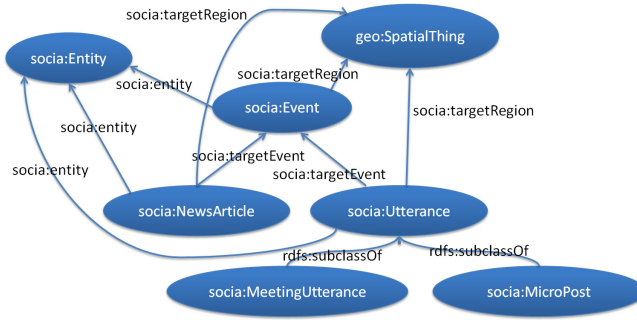 socia:targetRegion
geo:SpatialThing
socia:Entity
socia:targetRegion
socia:entity
socia:Event
socia:targetRegion
socia:entity
socia:targetEvent
socia:entity
socia:targetEvent
socia:NewsArticle
socia:Utterance
rdfs:subclassOf
rdfs:subclassOf
socia:MeetingUtterance
socia:MicroPost